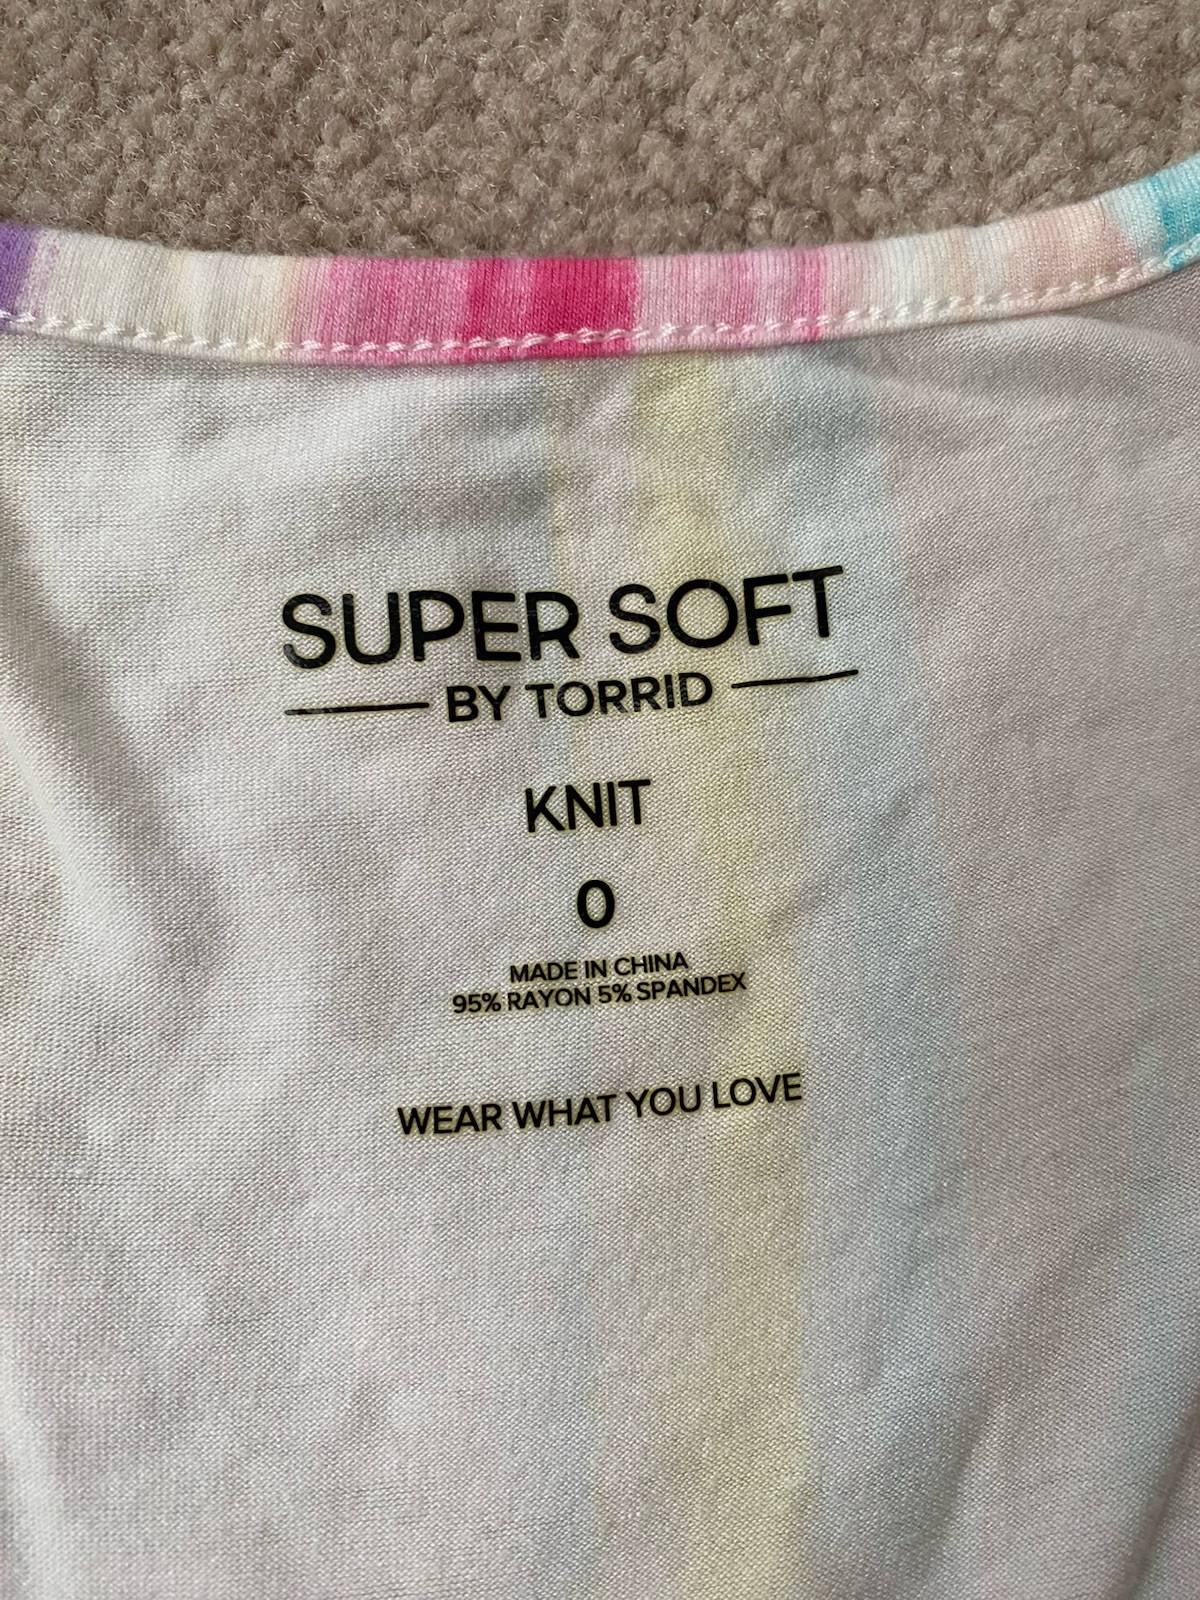 SUPER SOFT
BY TORRID
KNIT
0
MADE IN CHINA
95% RAYON 5% SPANDEX
WEAR WHAT YOU LOVE